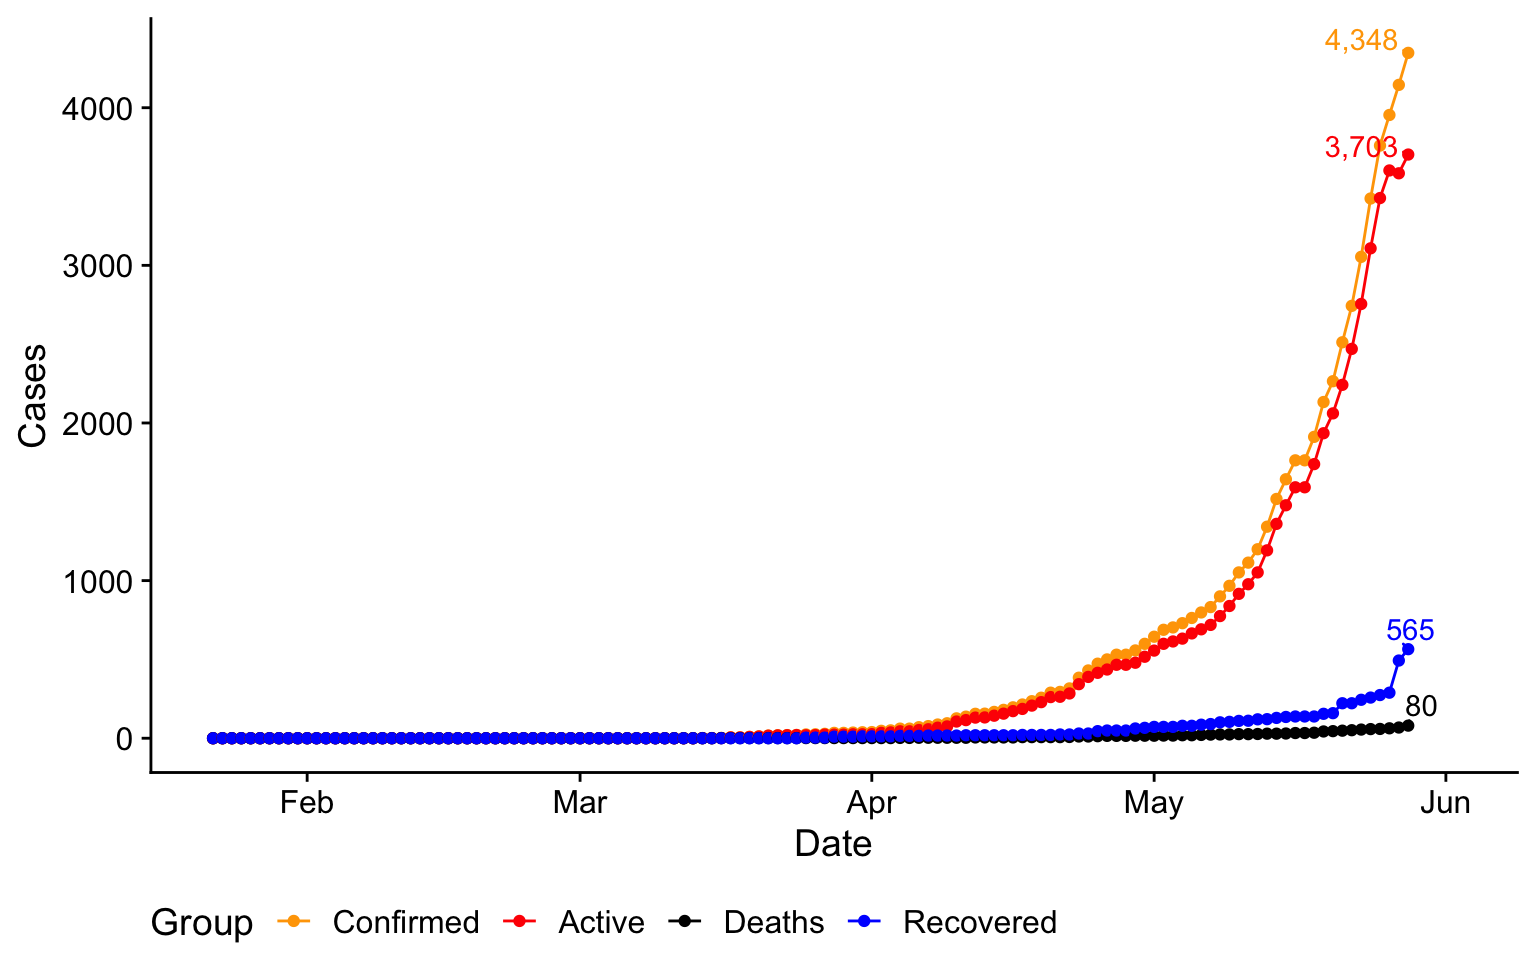 4,348
4000
3,703
3000
Cases
2000
1000
565
80
0
Feb Mar Apr May Jun
Date
Group Confirmed Active Deaths Recovered